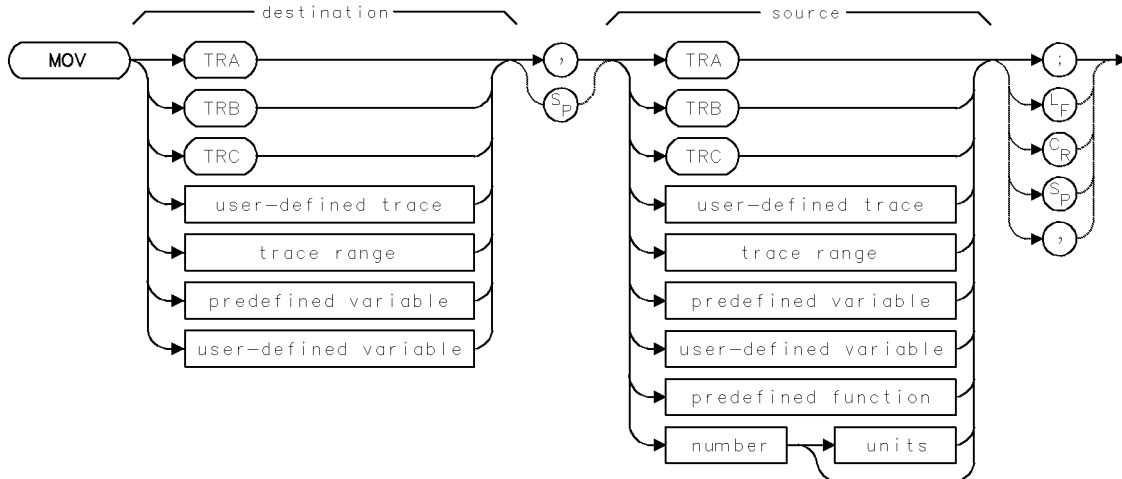 destination source
MOV TRA , TRA ;
TRB SP TRB LF
TRC TRC CR
user-defined trace user-defined trace SP
trace range trace range ,
predefined variable predefined variable
user-defined variable user-defined variable
predefined function
number units